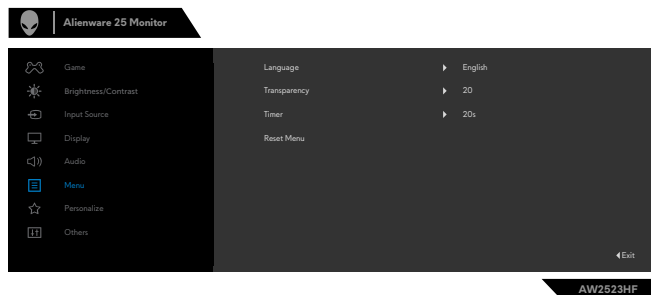 Alienware 25 Monitor
Game
Brightness/Contrast
Input Source
Display
Audio
Menu
Personalize
Others
Language English
Transparency 20
Timer 20s
Reset Menu
Exit
AW2523HF